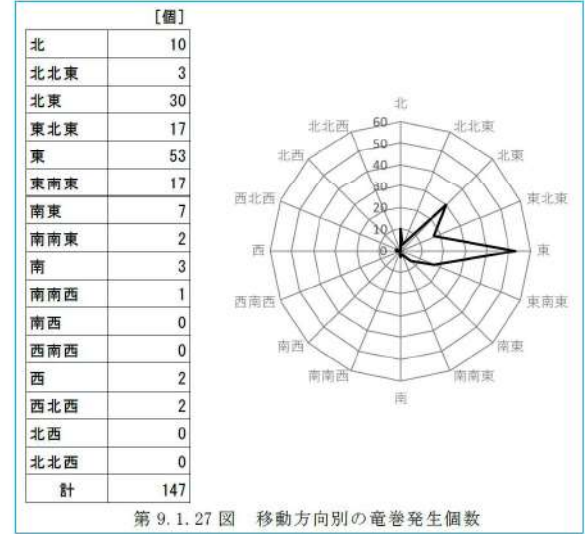 [個]
北 10
北北東 3
北東 30
東北東 17
東 53
東南東 17
南東 7
南南東 2
南 3
南南西 1
南西 0
西南西 0
西 2
西北西 2
北西 0
北北西 0
計 147
北
北北東
北東
東北東
東
東南東
南東
南南東
南
南南西
南西
西南西
西
西北西
北西
北北西
60
50
40
30
20
10
0
第 9.1.27 図 移動方向別の竜巻発生個数